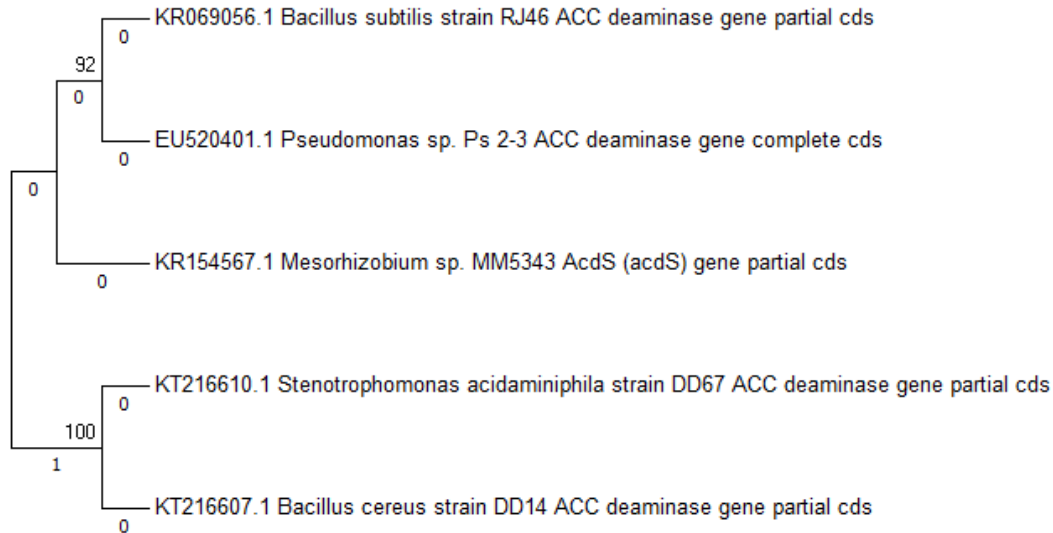 KR069056.1 Bacillus subtilis strain RJ46 ACC deaminase gene partial cds
0
92
0
EU520401.1 Pseudomonas sp. Ps 2-3 ACC deaminase gene complete cds
0
0
KR154567.1 Mesorhizobium sp. MM5343 AcdS (acdS) gene partial cds
0
KT216610.1 Stenotrophomonas acidaminiphila strain DD67 ACC deaminase gene partial cds
0
100
1
KT216607.1 Bacillus cereus strain DD14 ACC deaminase gene partial cds
0